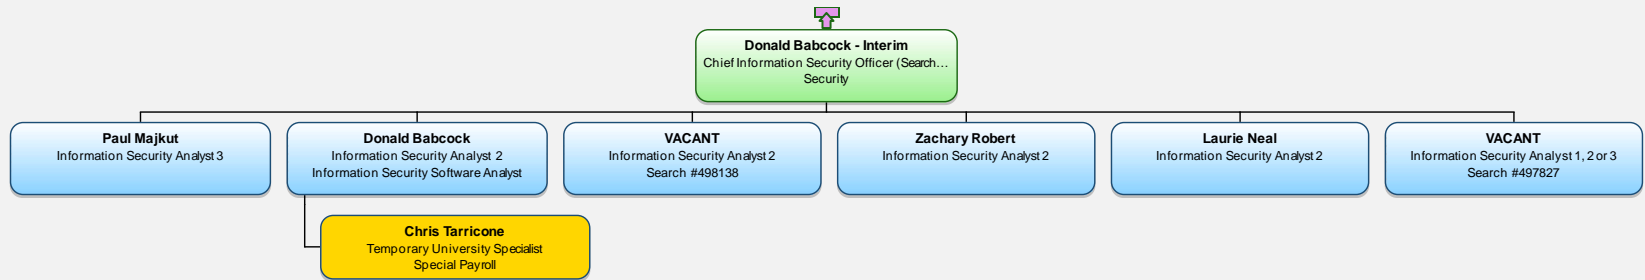 Donald Babcock - Interim
Chief Information Security Officer (Search...
Security
Paul Majkut
Information Security Analyst 3
Donald Babcock
Information Security Analyst 2
Information Security Software Analyst
VACANT
Information Security Analyst 2
Search #498138
Zachary Robert
Information Security Analyst 2
Laurie Neal
Information Security Analyst 2
VACANT
Information Security Analyst 1, 2 or 3
Search #497827
Chris Tarricone
Temporary University Specialist
Special Payroll